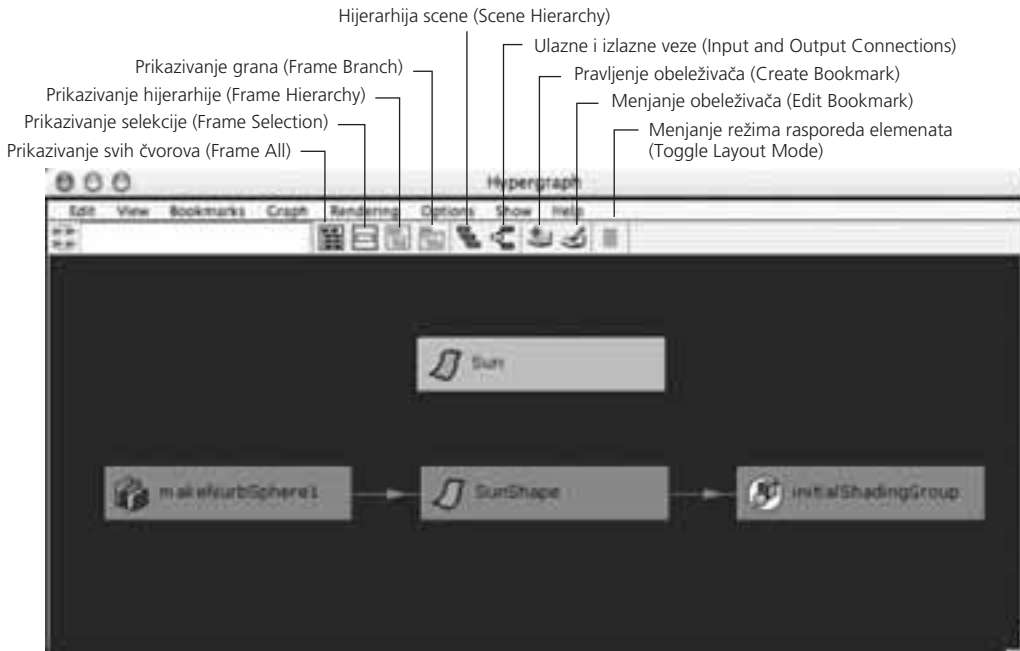 Hijerarhija scene (Scene Hierarchy)
Ulazne i izlazne veze (Input and Output Connections)
Prikazivanje grana (Frame Branch)
Pravljenje obeleživača (Create Bookmark)
Prikazivanje hijerarhije (Frame Hierarchy)
Menjanje obeleživača (Edit Bookmark)
Prikazivanje selekcije (Frame Selection)
Menjanje režima rasporeda elemenata
(Toggle Layout Mode)
Prikazivanje svih čvorova (Frame All)
Hypergraph
Edit View Bookmarks Graph Rendering Options Show Help
Sun
makeNurbSphere1
SunShape
initialShadingGroup